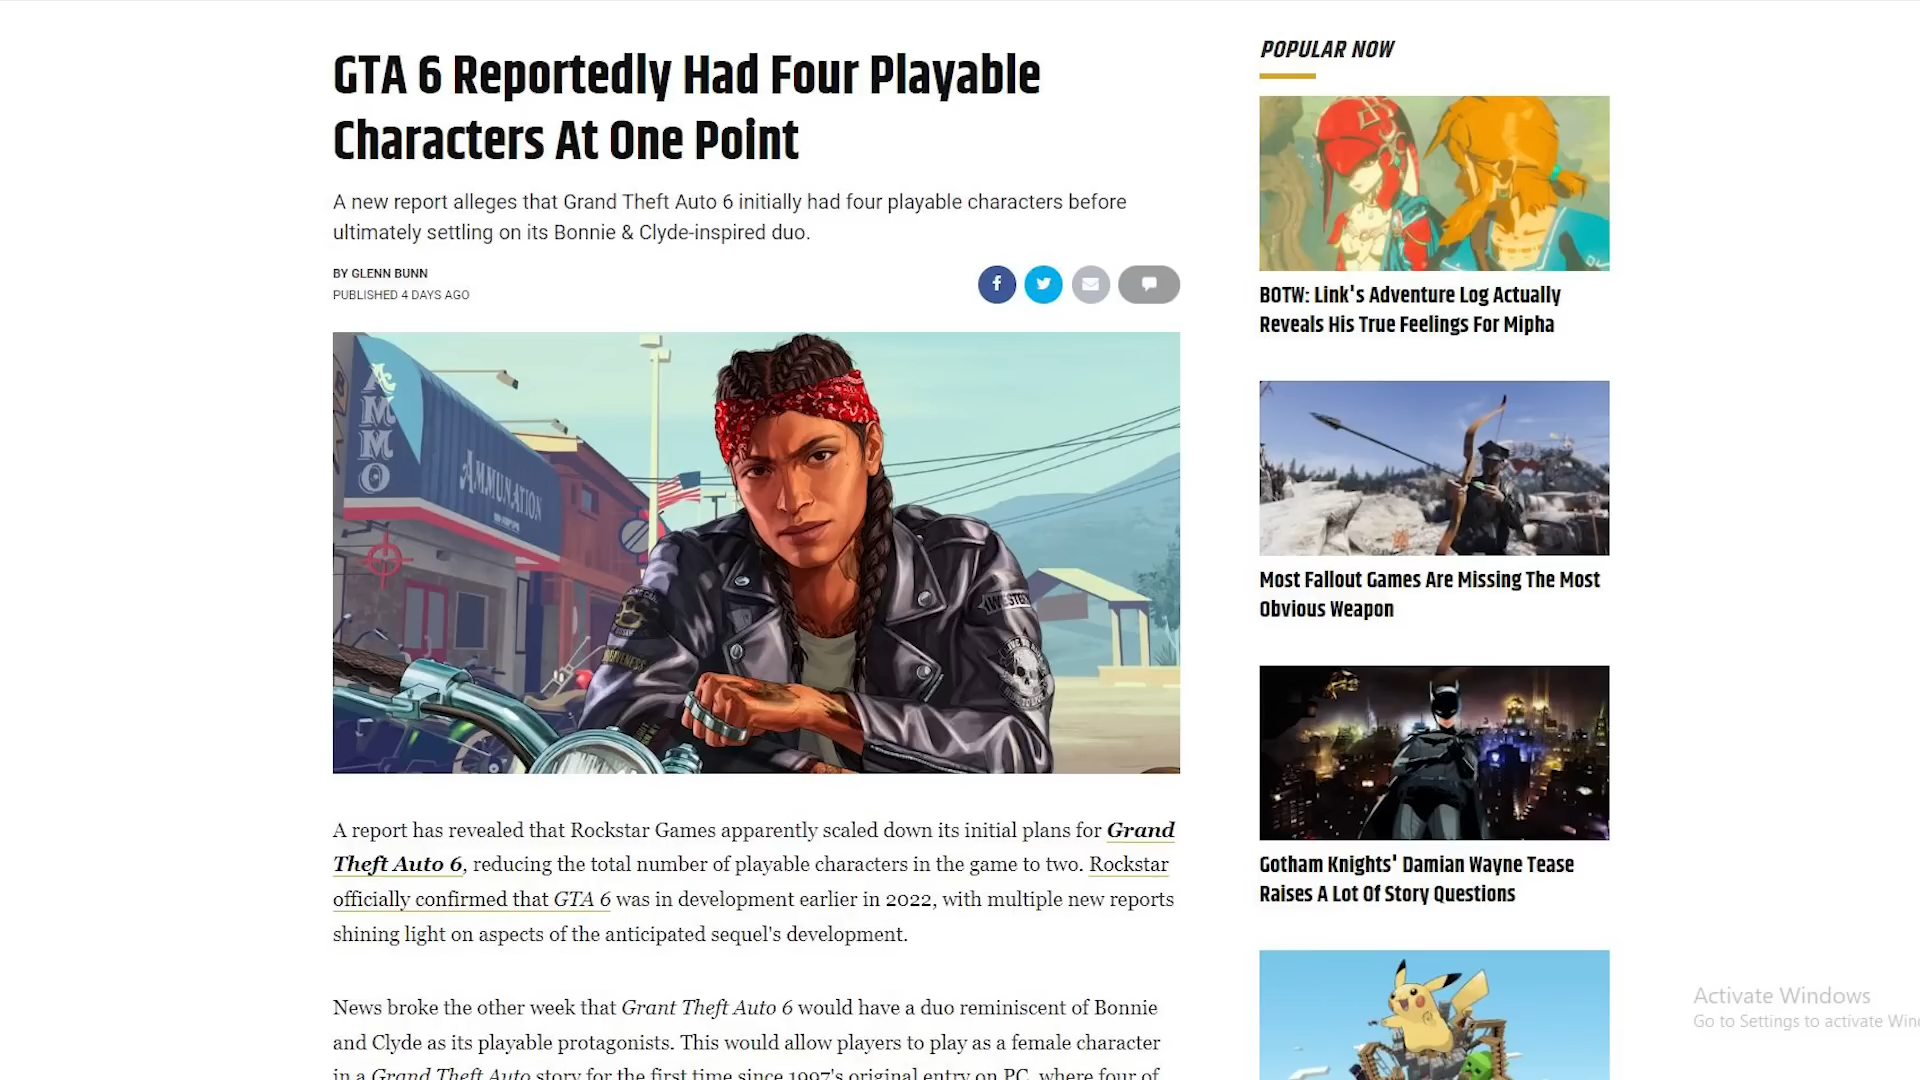 GTA 6 Reportedly Had Four Playable
Characters At One Point
A new report alleges that Grand Theft Auto 6 initially had four playable characters before
ultimately settling on its Bonnie & Clyde-inspired duo.
BY GLENN BUNN
PUBLISHED 4 DAYS AGO
AMMO
AMMUNATION
WESTERN
FORGIVENESS
A report has revealed that Rockstar Games apparently scaled down its initial plans for Grand
Theft Auto 6, reducing the total number of playable characters in the game to two. Rockstar
officially confirmed that GTA 6 was in development earlier in 2022, with multiple new reports
shining light on aspects of the anticipated sequel's development.
News broke the other week that Grant Theft Auto 6 would have a duo reminiscent of Bonnie
and Clyde as its playable protagonists. This would allow players to play as a female character
in a Grand Theft Auto story for the first time since 1997's original entry on PC, where four of
POPULAR NOW
BOTW: Link's Adventure Log Actually
Reveals His True Feelings For Mipha
Most Fallout Games Are Missing The Most
Obvious Weapon
Gotham Knights' Damian Wayne Tease
Raises A Lot Of Story Questions
Activate Windows
Go to Settings to activate Win